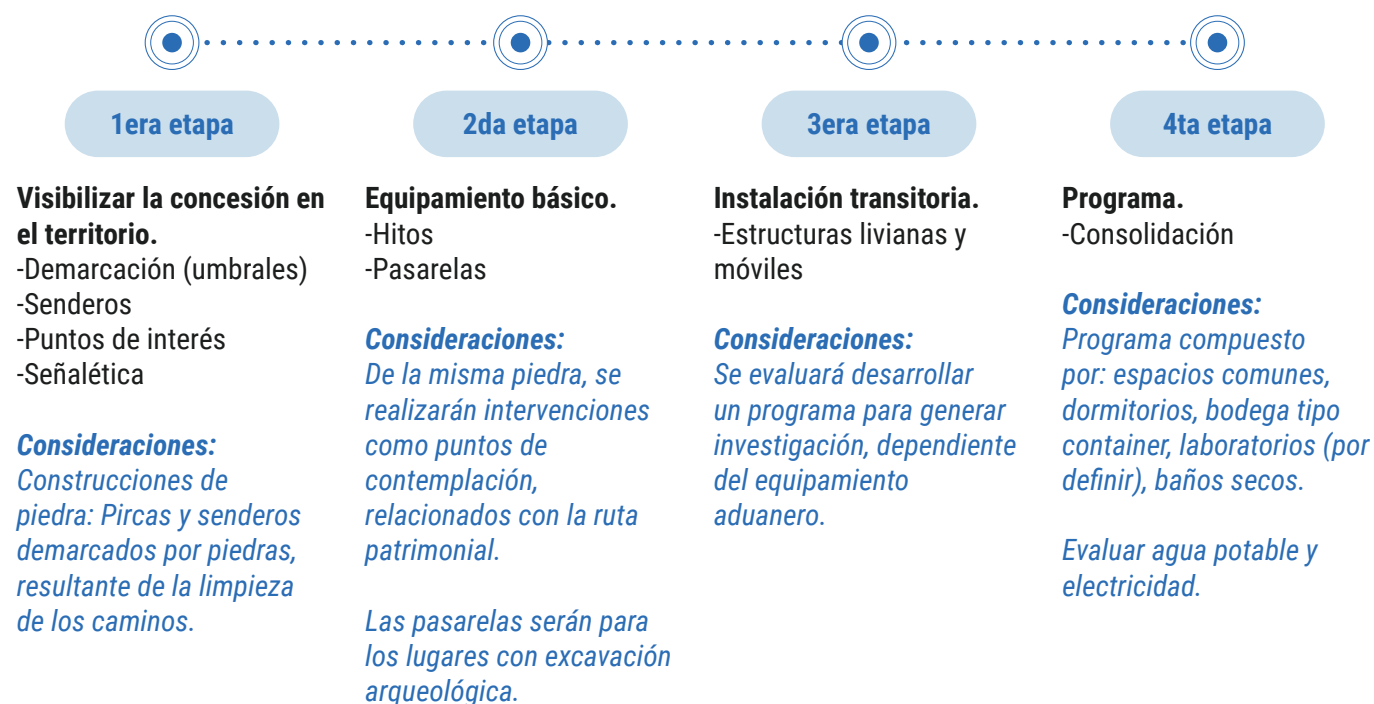 1era etapa
Visibilizar la concesión en
el territorio.
-Demarcación (umbrales)
-Senderos
-Puntos de interés
-Señalética
Consideraciones:
Construcciones de
piedra: Pircas y senderos
demarcados por piedras,
resultante de la limpieza
de los caminos.
2da etapa
Equipamiento básico.
-Hitos
-Pasarelas
Consideraciones:
De la misma piedra, se
realizarán intervenciones
como puntos de
contemplación,
relacionados con la ruta
patrimonial.
Las pasarelas serán para
los lugares con excavación
arqueológica.
3era etapa
Instalación transitoria.
-Estructuras livianas y
móviles
Consideraciones:
Se evaluará desarrollar
un programa para generar
investigación, dependiente
del equipamiento
aduanero.
4ta etapa
Programa.
-Consolidación
Consideraciones:
Programa compuesto
por: espacios comunes,
dormitorios, bodega tipo
container, laboratorios (por
definir), baños secos.
Evaluar agua potable y
electricidad.